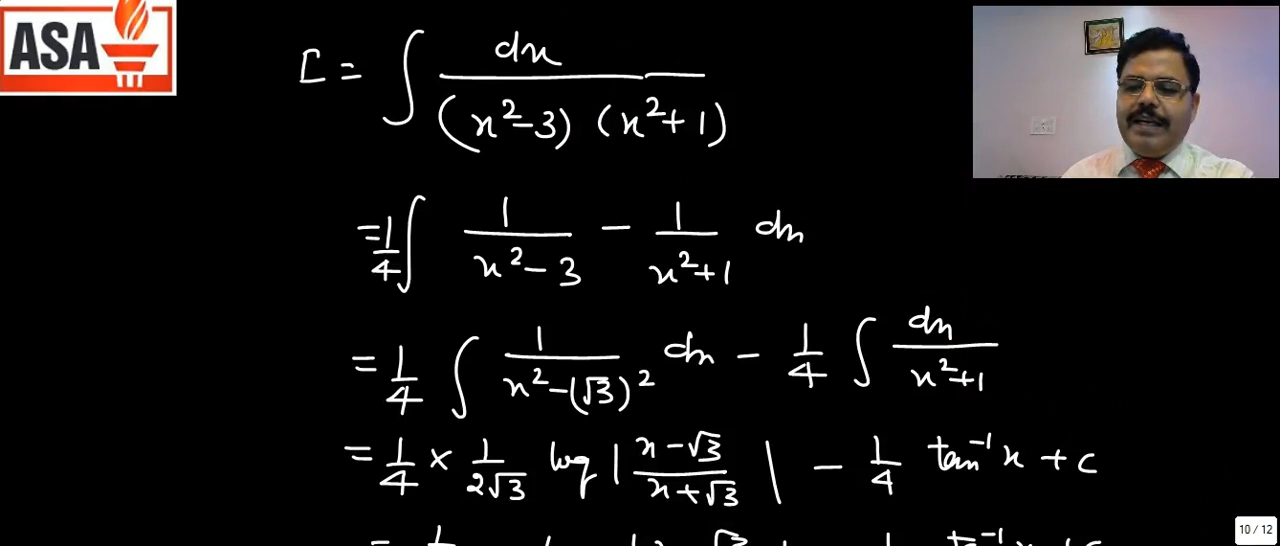 ASA
I = ∫ dx / (x² - 3) (x² + 1)
= 1/4 ∫ 1/(x² - 3) - 1/(x² + 1) dx
= 1/4 ∫ 1/(x² - (√3)²) dx - 1/4 ∫ dx/(x² + 1)
= 1/4 × 1/2√3 log | (x - √3)/(x + √3) | - 1/4 tan⁻¹ x + c
10 / 12